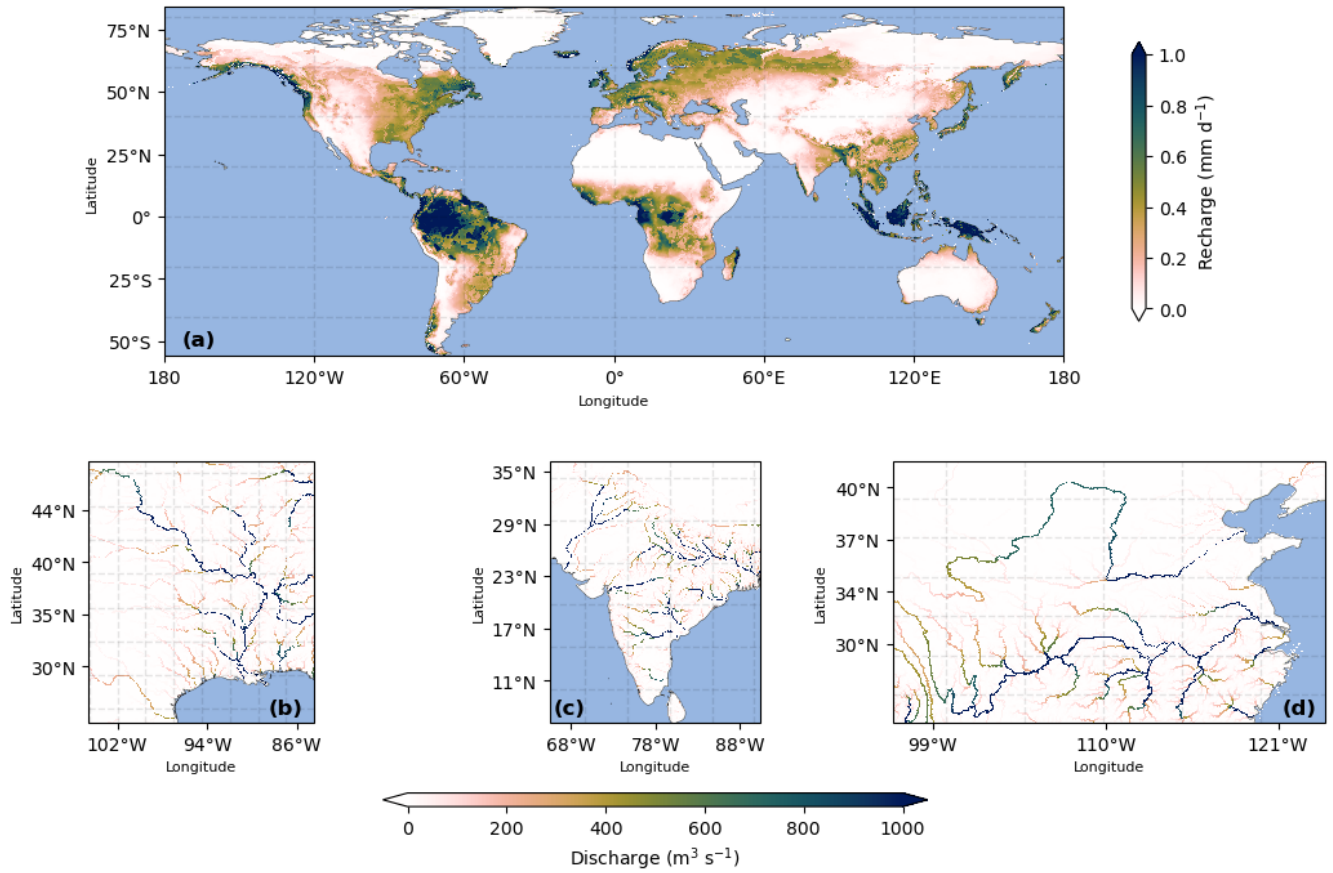 75°N
50°N
25°N
0°
25°S
50°S
Latitude
(a)
180 120°W 60°W 0° 60°E 120°E 180
Longitude
1.0
0.8
0.6
0.4
0.2
0.0
Recharge (mm d⁻¹)
44°N
40°N
35°N
30°N
Latitude
(b)
102°W 94°W 86°W
Longitude
35°N
29°N
23°N
17°N
11°N
Latitude
(c)
68°W 78°W 88°W
Longitude
40°N
37°N
34°N
30°N
Latitude
(d)
99°W 110°W 121°W
Longitude
0 200 400 600 800 1000
Discharge (m³ s⁻¹)